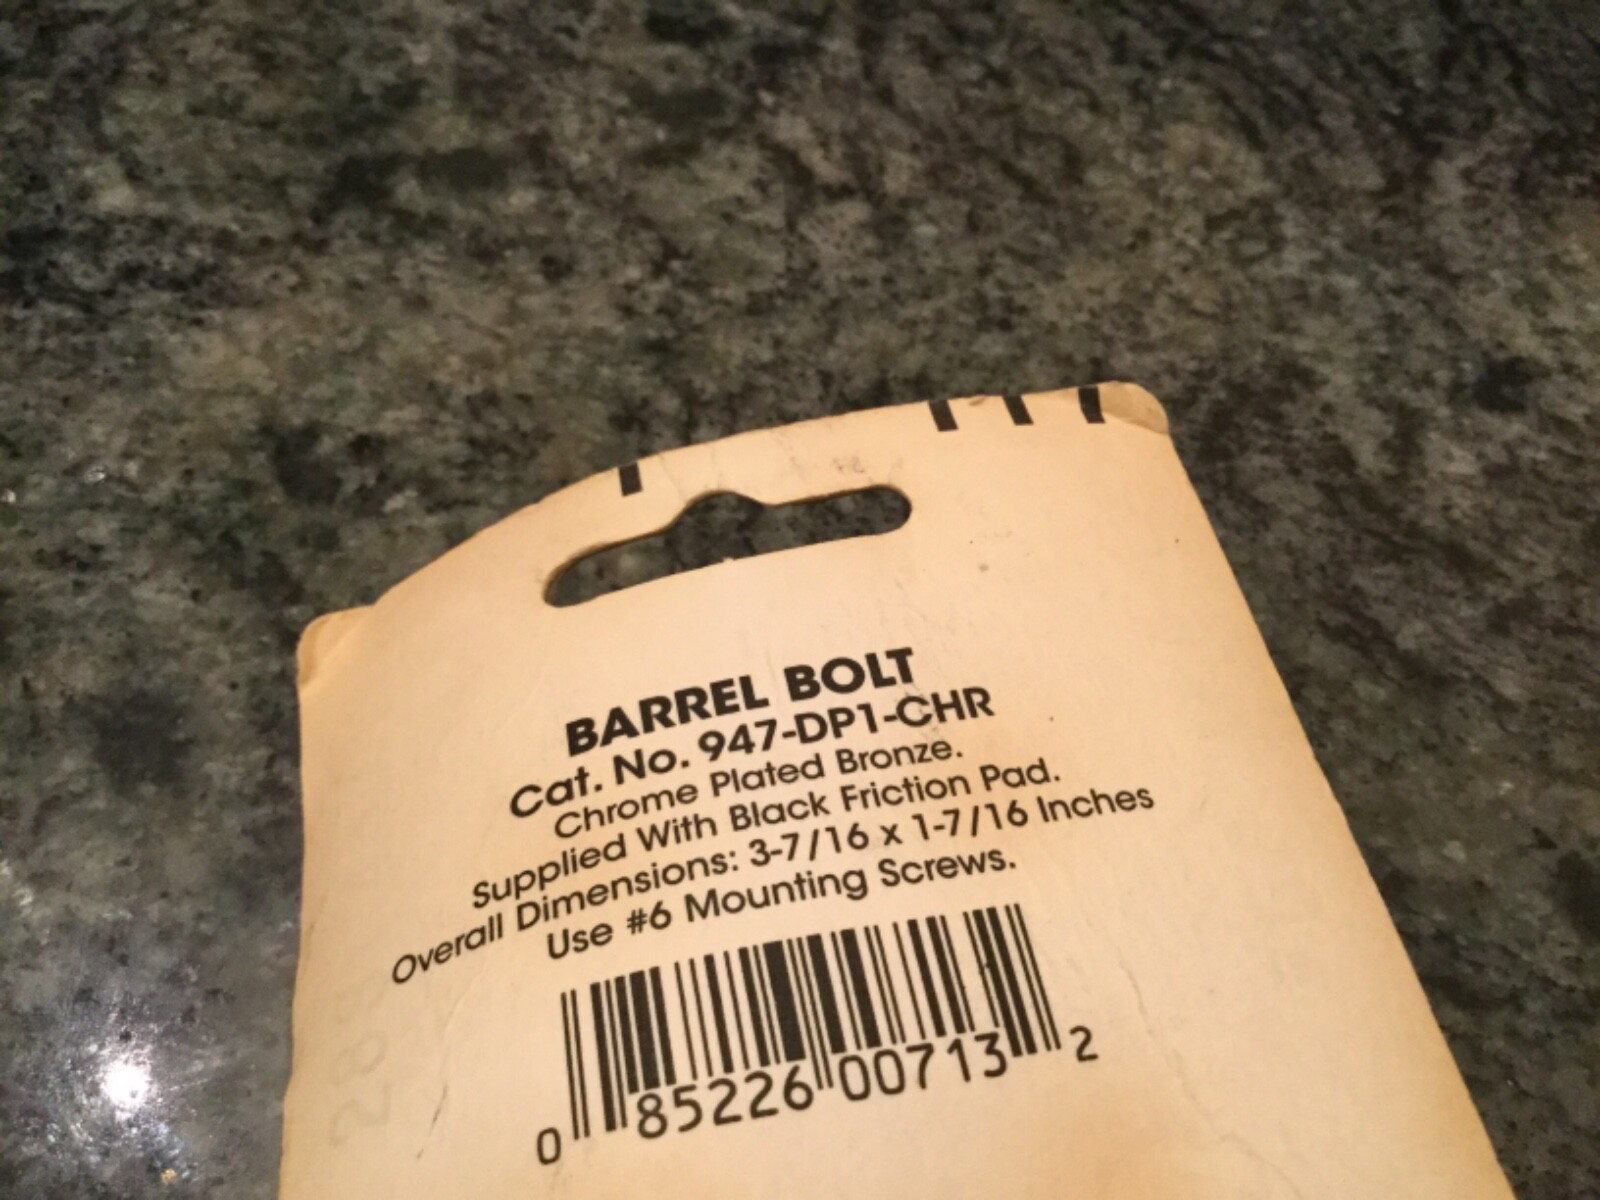 BARREL BOLT
Cat. No. 947-DP1-CHR
Chrome Plated Bronze.
Supplied With Black Friction Pad.
Overall Dimensions: 3-7/16 x 1-7/16 Inches
Use #6 Mounting Screws.
0 85226 00713 2